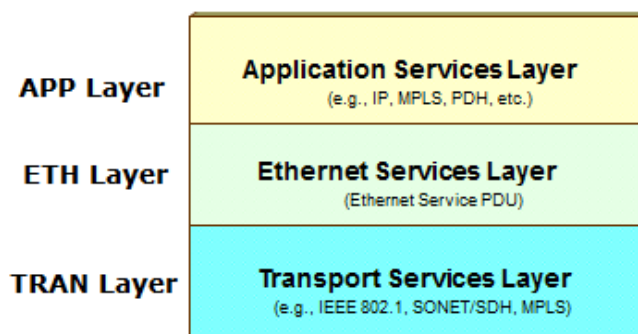 APP Layer
Application Services Layer
(e.g., IP, MPLS, PDH, etc.)
ETH Layer
Ethernet Services Layer
(Ethernet Service PDU)
TRAN Layer
Transport Services Layer
(e.g., IEEE 802.1, SONET/SDH, MPLS)